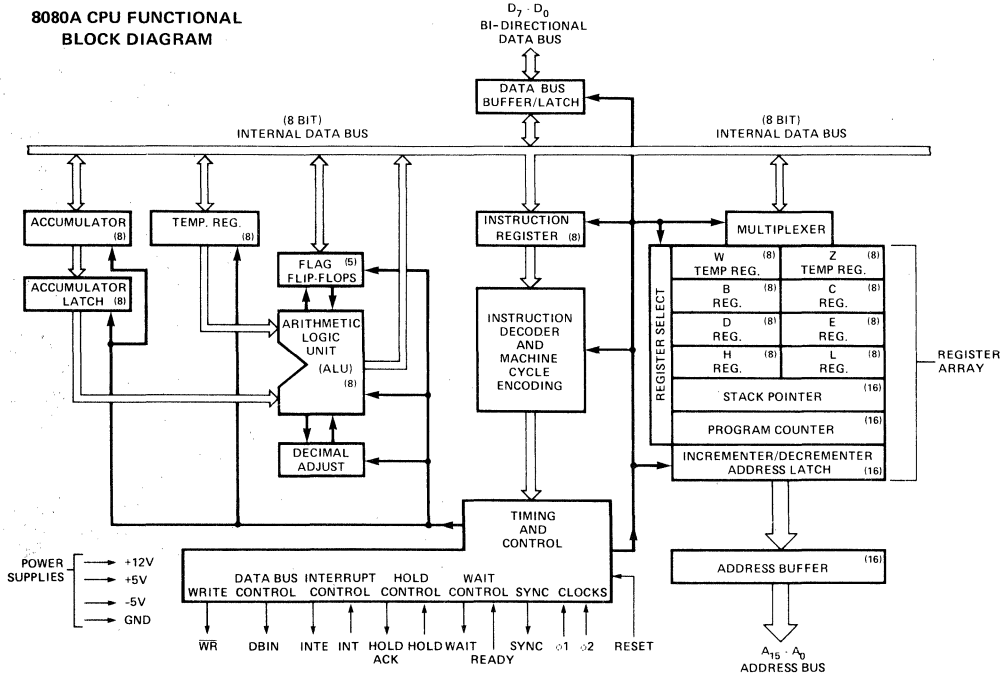 8080A CPU FUNCTIONAL
BLOCK DIAGRAM
D7 - D0
BI-DIRECTIONAL
DATA BUS
DATA BUS
BUFFER/LATCH
(8 BIT)
INTERNAL DATA BUS
(8 BIT)
INTERNAL DATA BUS
ACCUMULATOR
(8)
TEMP. REG.
(8)
INSTRUCTION
REGISTER (8)
MULTIPLEXER
ACCUMULATOR
LATCH (8)
FLAG (5)
FLIP-FLOPS
ARITHMETIC
LOGIC
UNIT
(ALU)
(8)
DECIMAL
ADJUST
INSTRUCTION
DECODER
AND
MACHINE
CYCLE
ENCODING
REGISTER SELECT
W (8)
TEMP REG.
Z (8)
TEMP REG.
B (8)
REG.
C (8)
REG.
D (8)
REG.
E (8)
REG.
H (8)
REG.
L (8)
REG.
STACK POINTER (16)
PROGRAM COUNTER (16)
INCREMENTER/DECREMENTER
ADDRESS LATCH (16)
REGISTER
ARRAY
TIMING
AND
CONTROL
ADDRESS BUFFER (16)
A15 - A0
ADDRESS BUS
POWER
SUPPLIES
+12V
+5V
-5V
GND
WRITE
DATA BUS
CONTROL
INTERRUPT
CONTROL
HOLD
CONTROL
WAIT
CONTROL
SYNC
CLOCKS
WR
DBIN
INTE
INT
HOLD
ACK
HOLD
WAIT
READY
SYNC
φ1
φ2
RESET